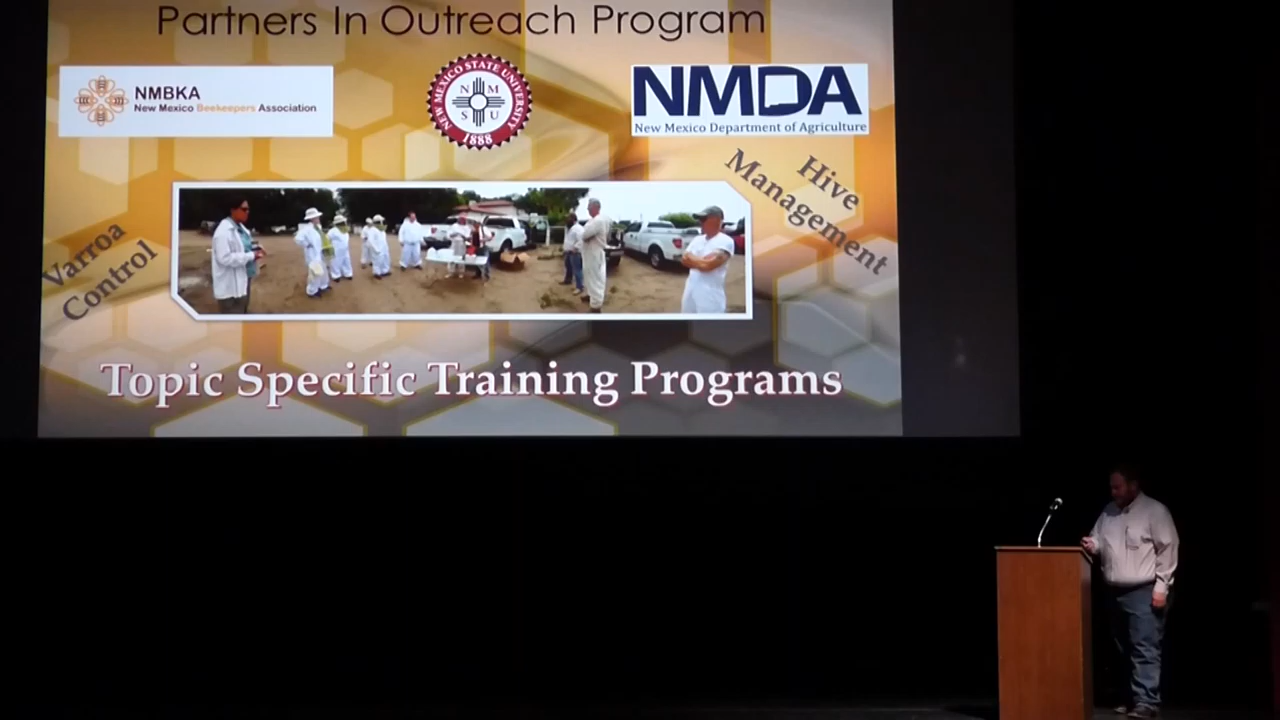 Partners In Outreach Program
NMBKA
New Mexico Beekeepers Association
NEW MEXICO STATE UNIVERSITY
N M
S U
1888
NMDA
New Mexico Department of Agriculture
Hive
Management
Varroa
Control
Topic Specific Training Programs